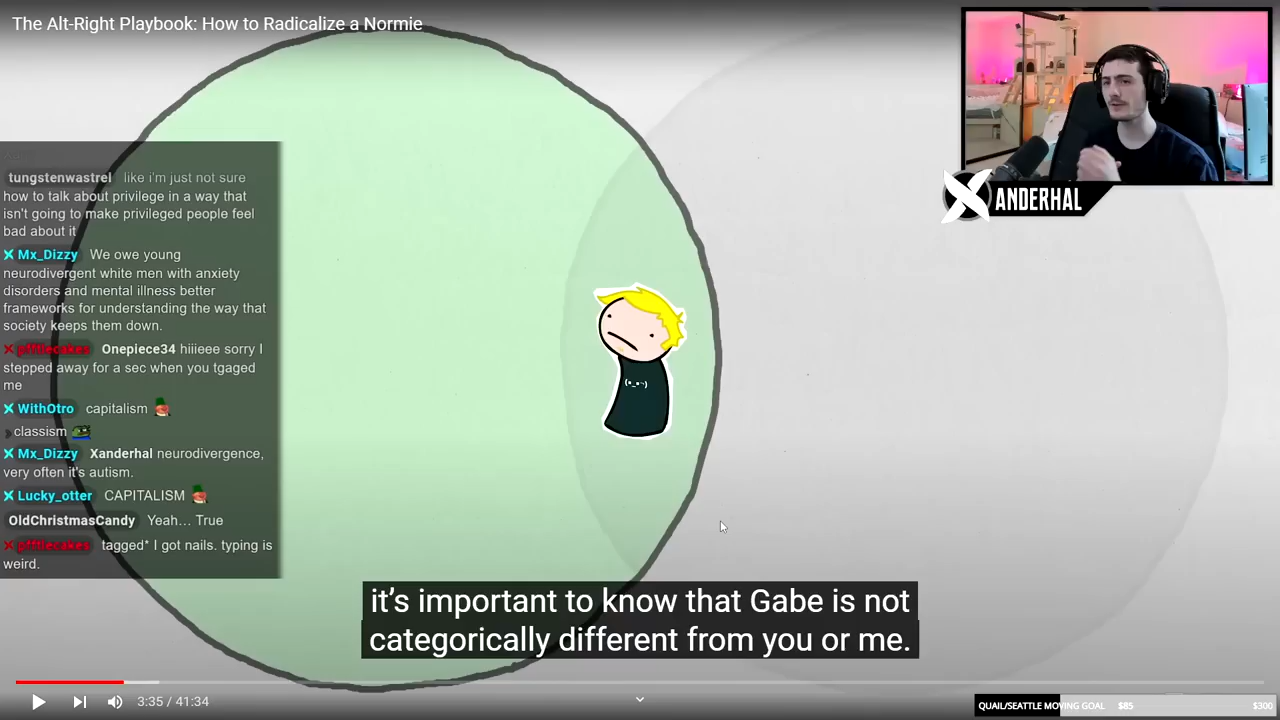 The Alt-Right Playbook: How to Radicalize a Normie
ANDERHAL
tungstenwastrel like i'm just not sure
how to talk about privilege in a way that
isn't going to make privileged people feel
bad about it
Mx_Dizzy We owe young
neurodivergent white men with anxiety
disorders and mental illness better
frameworks for understanding the way that
society keeps them down.
pfftlecakes Onepiece34 hiiieee sorry I
stepped away for a sec when you tgaged
me
WithOtro capitalism
classism
Mx_Dizzy Xanderhal neurodivergence,
very often it's autism.
Lucky_otter CAPITALISM
OldChristmasCandy Yeah… True
pfftlecakes tagged* I got nails. typing is
weird.
(•_•¬)
it's important to know that Gabe is not
categorically different from you or me.
3:35 / 41:34
QUAIL/SEATTLE MOVING GOAL $85 $300